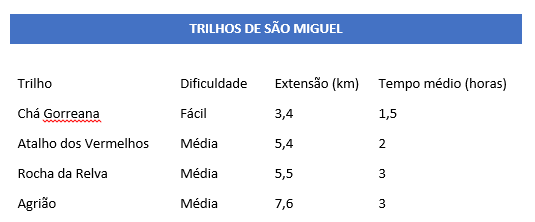 TRILHOS DE SÃO MIGUEL
Trilho Dificuldade Extensão (km) Tempo médio (horas)
Chá Gorreana Fácil 3,4 1,5
Atalho dos Vermelhos Média 5,4 2
Rocha da Relva Média 5,5 3
Agrião Média 7,6 3